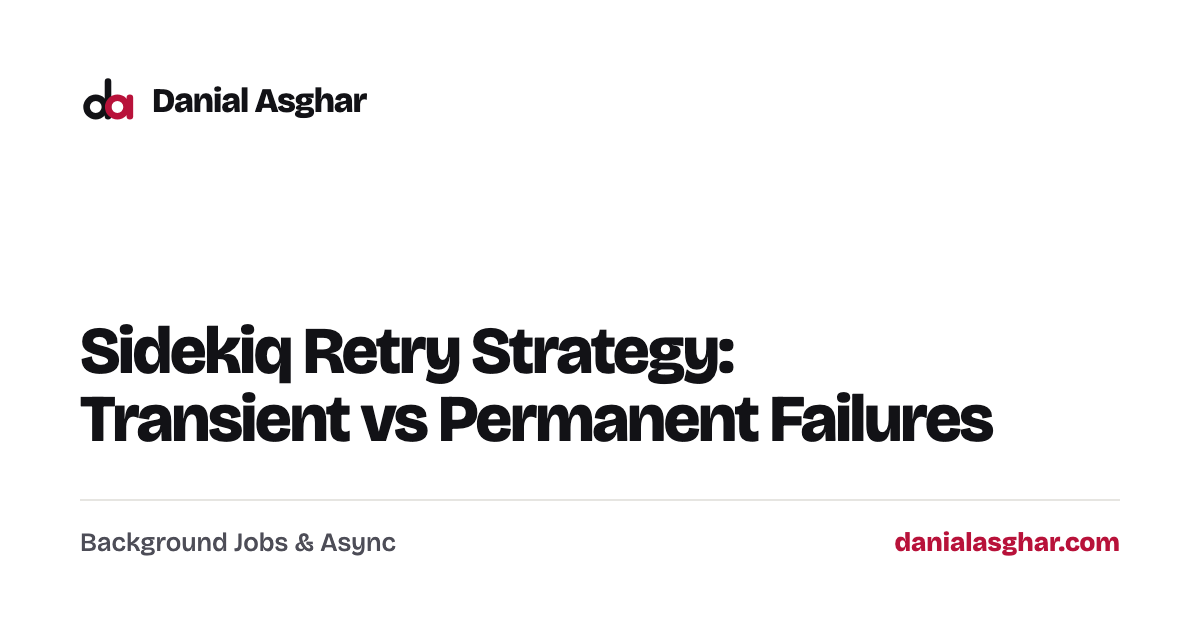 da Danial Asghar
Sidekiq Retry Strategy:
Transient vs Permanent Failures
Background Jobs & Async
danialasghar.com